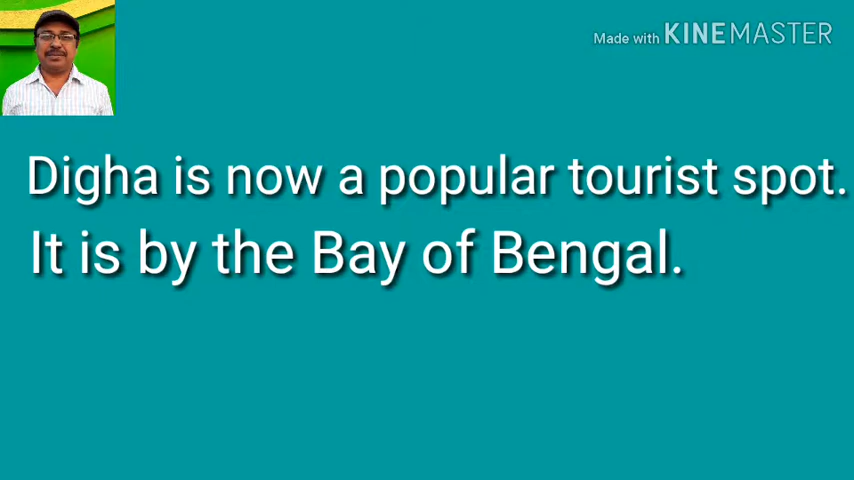 Made with KINEMASTER
Digha is now a popular tourist spot.
It is by the Bay of Bengal.